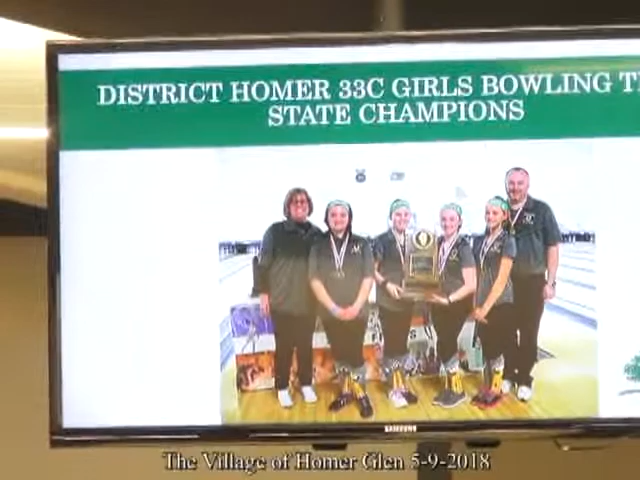 DISTRICT HOMER 33C GIRLS BOWLING
STATE CHAMPIONS
SAMSUNG
The Village of Homer Glen 5-9-2018